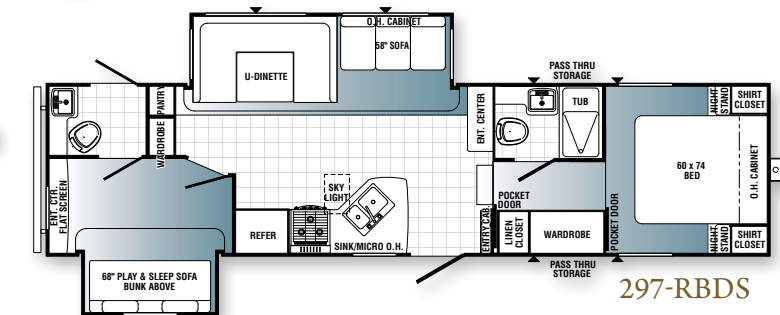 O.H. CABINET
58" SOFA
U-DINETTE
PASS THRU
STORAGE
PANTRY
WARDROBE
ENT. CENTER
TUB
NIGHT
STAND
SHIRT
CLOSET
60 x 74
BED
O.H. CABINET
ENT. CTR.
FLAT SCREEN
SKY
LIGHT
POCKET
DOOR
POCKET DOOR
REFER
SINK/MICRO O.H.
ENTRY CAB.
LINEN
CLOSET
WARDROBE
NIGHT
STAND
SHIRT
CLOSET
68" PLAY & SLEEP SOFA
BUNK ABOVE
PASS THRU
STORAGE
297-RBDS